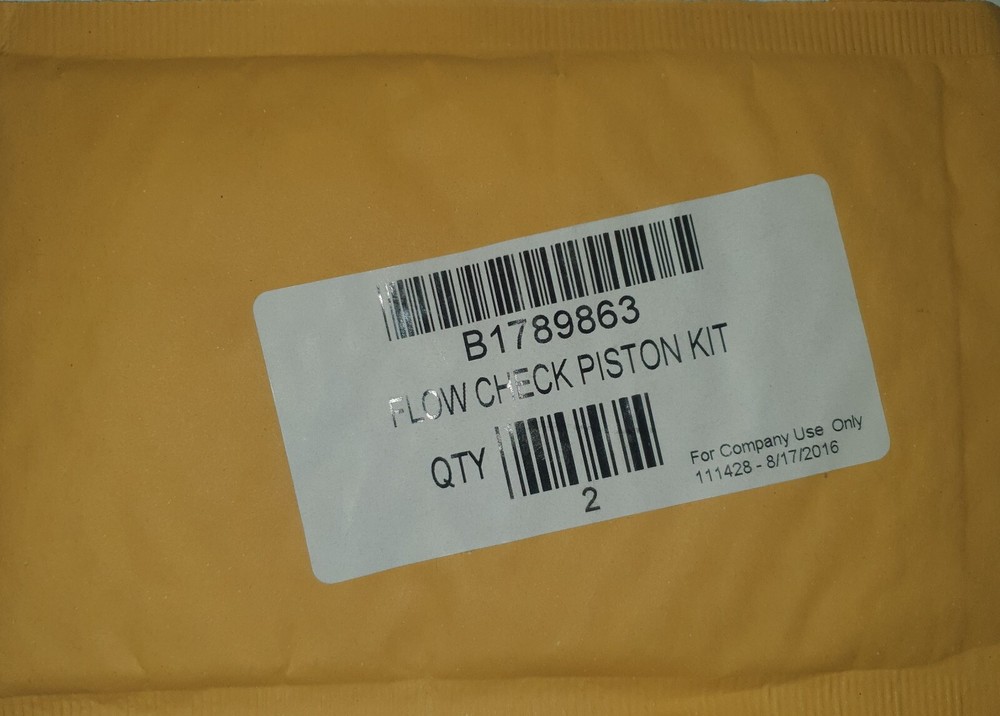 B1789863
FLOW CHECK PISTON KIT
QTY
2
For Company Use Only
111428 - 8/17/2016